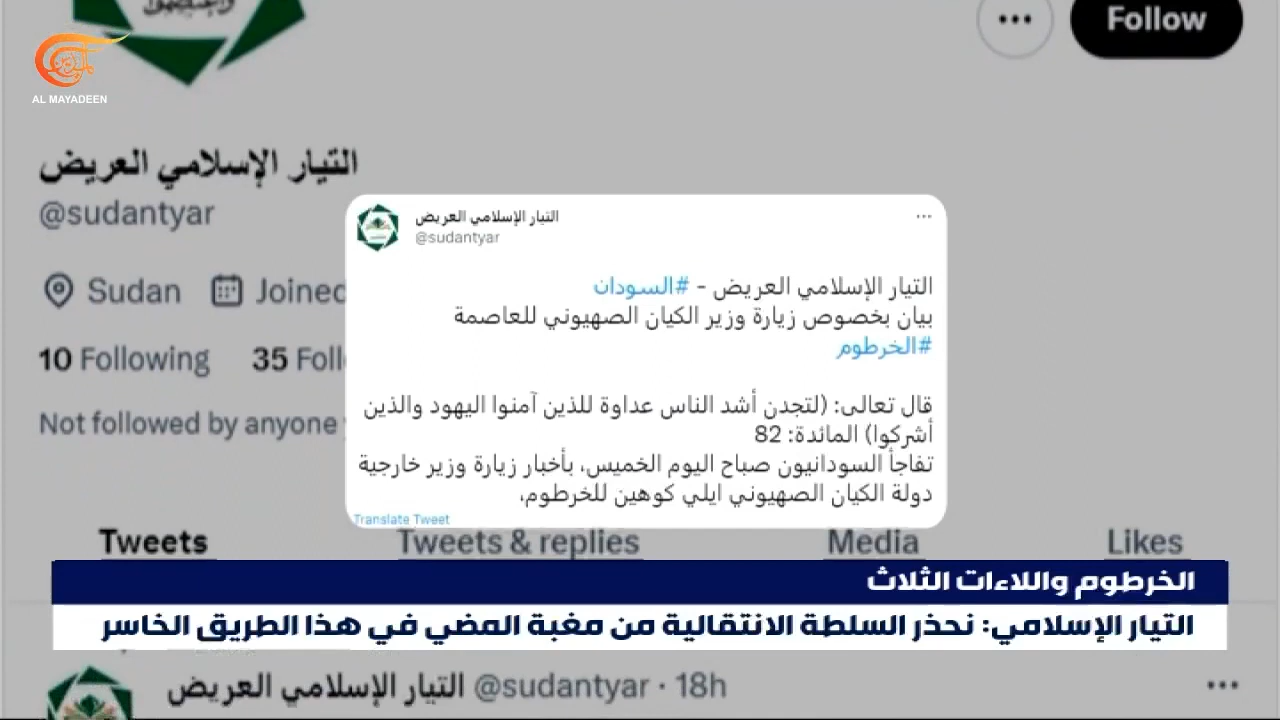 Follow
AL MAYADEEN
التيار الإسلامي العريض
@sudantyar
Sudan
Joined
10 Following
35 Foll
Not followed by anyone
التيار الإسلامي العريض
@sudantyar
التيار الإسلامي العريض - #السودان
بيان بخصوص زيارة وزير الكيان الصهيوني للعاصمة
#الخرطوم
قال تعالى: (لتجدن أشد الناس عداوة للذين آمنوا اليهود والذين
أشركوا) المائدة: 82
تفاجأ السودانيون صباح اليوم الخميس، بأخبار زيارة وزير خارجية
دولة الكيان الصهيوني ايلي كوهين للخرطوم،
Translate Tweet
Tweets
Tweets & replies
Media
Likes
الخرطوم واللاءات الثلاث
التيار الإسلامي: نحذر السلطة الانتقالية من مغبة المضي في هذا الطريق الخاسر
التيار الإسلامي العريض @sudantyar · 18h